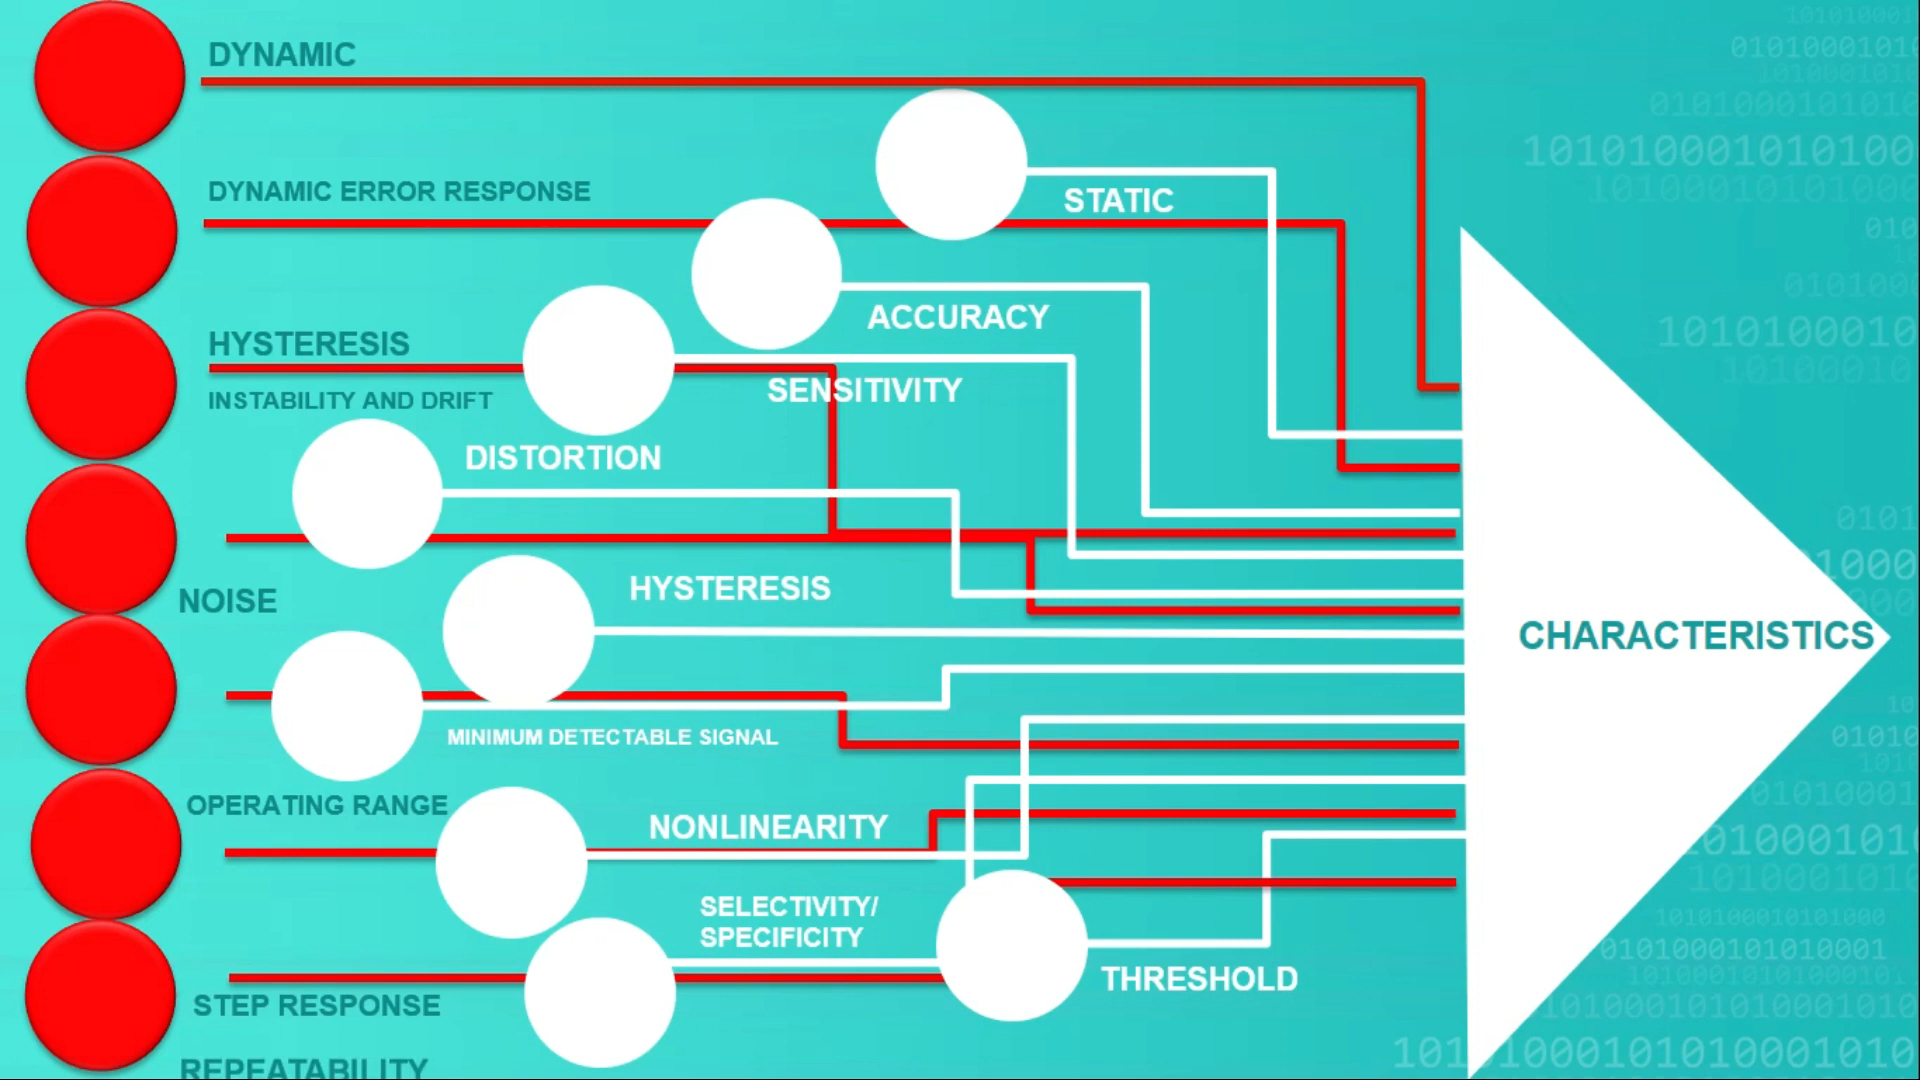 DYNAMIC
DYNAMIC ERROR RESPONSE
STATIC
ACCURACY
HYSTERESIS
SENSITIVITY
INSTABILITY AND DRIFT
DISTORTION
HYSTERESIS
NOISE
CHARACTERISTICS
MINIMUM DETECTABLE SIGNAL
OPERATING RANGE
NONLINEARITY
SELECTIVITY/
SPECIFICITY
THRESHOLD
STEP RESPONSE
REPEATABILITY